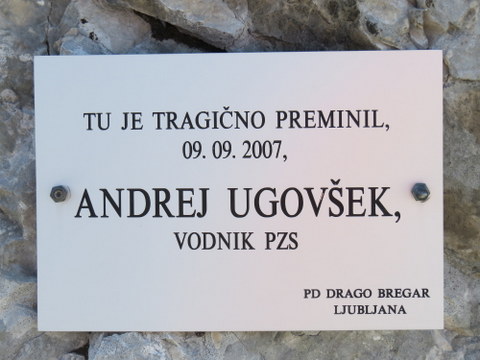 TU JE TRAGIČNO PREMINIL,
09. 09. 2007,
ANDREJ UGOVŠEK,
VODNIK PZS
PD DRAGO BREGAR
LJUBLJANA